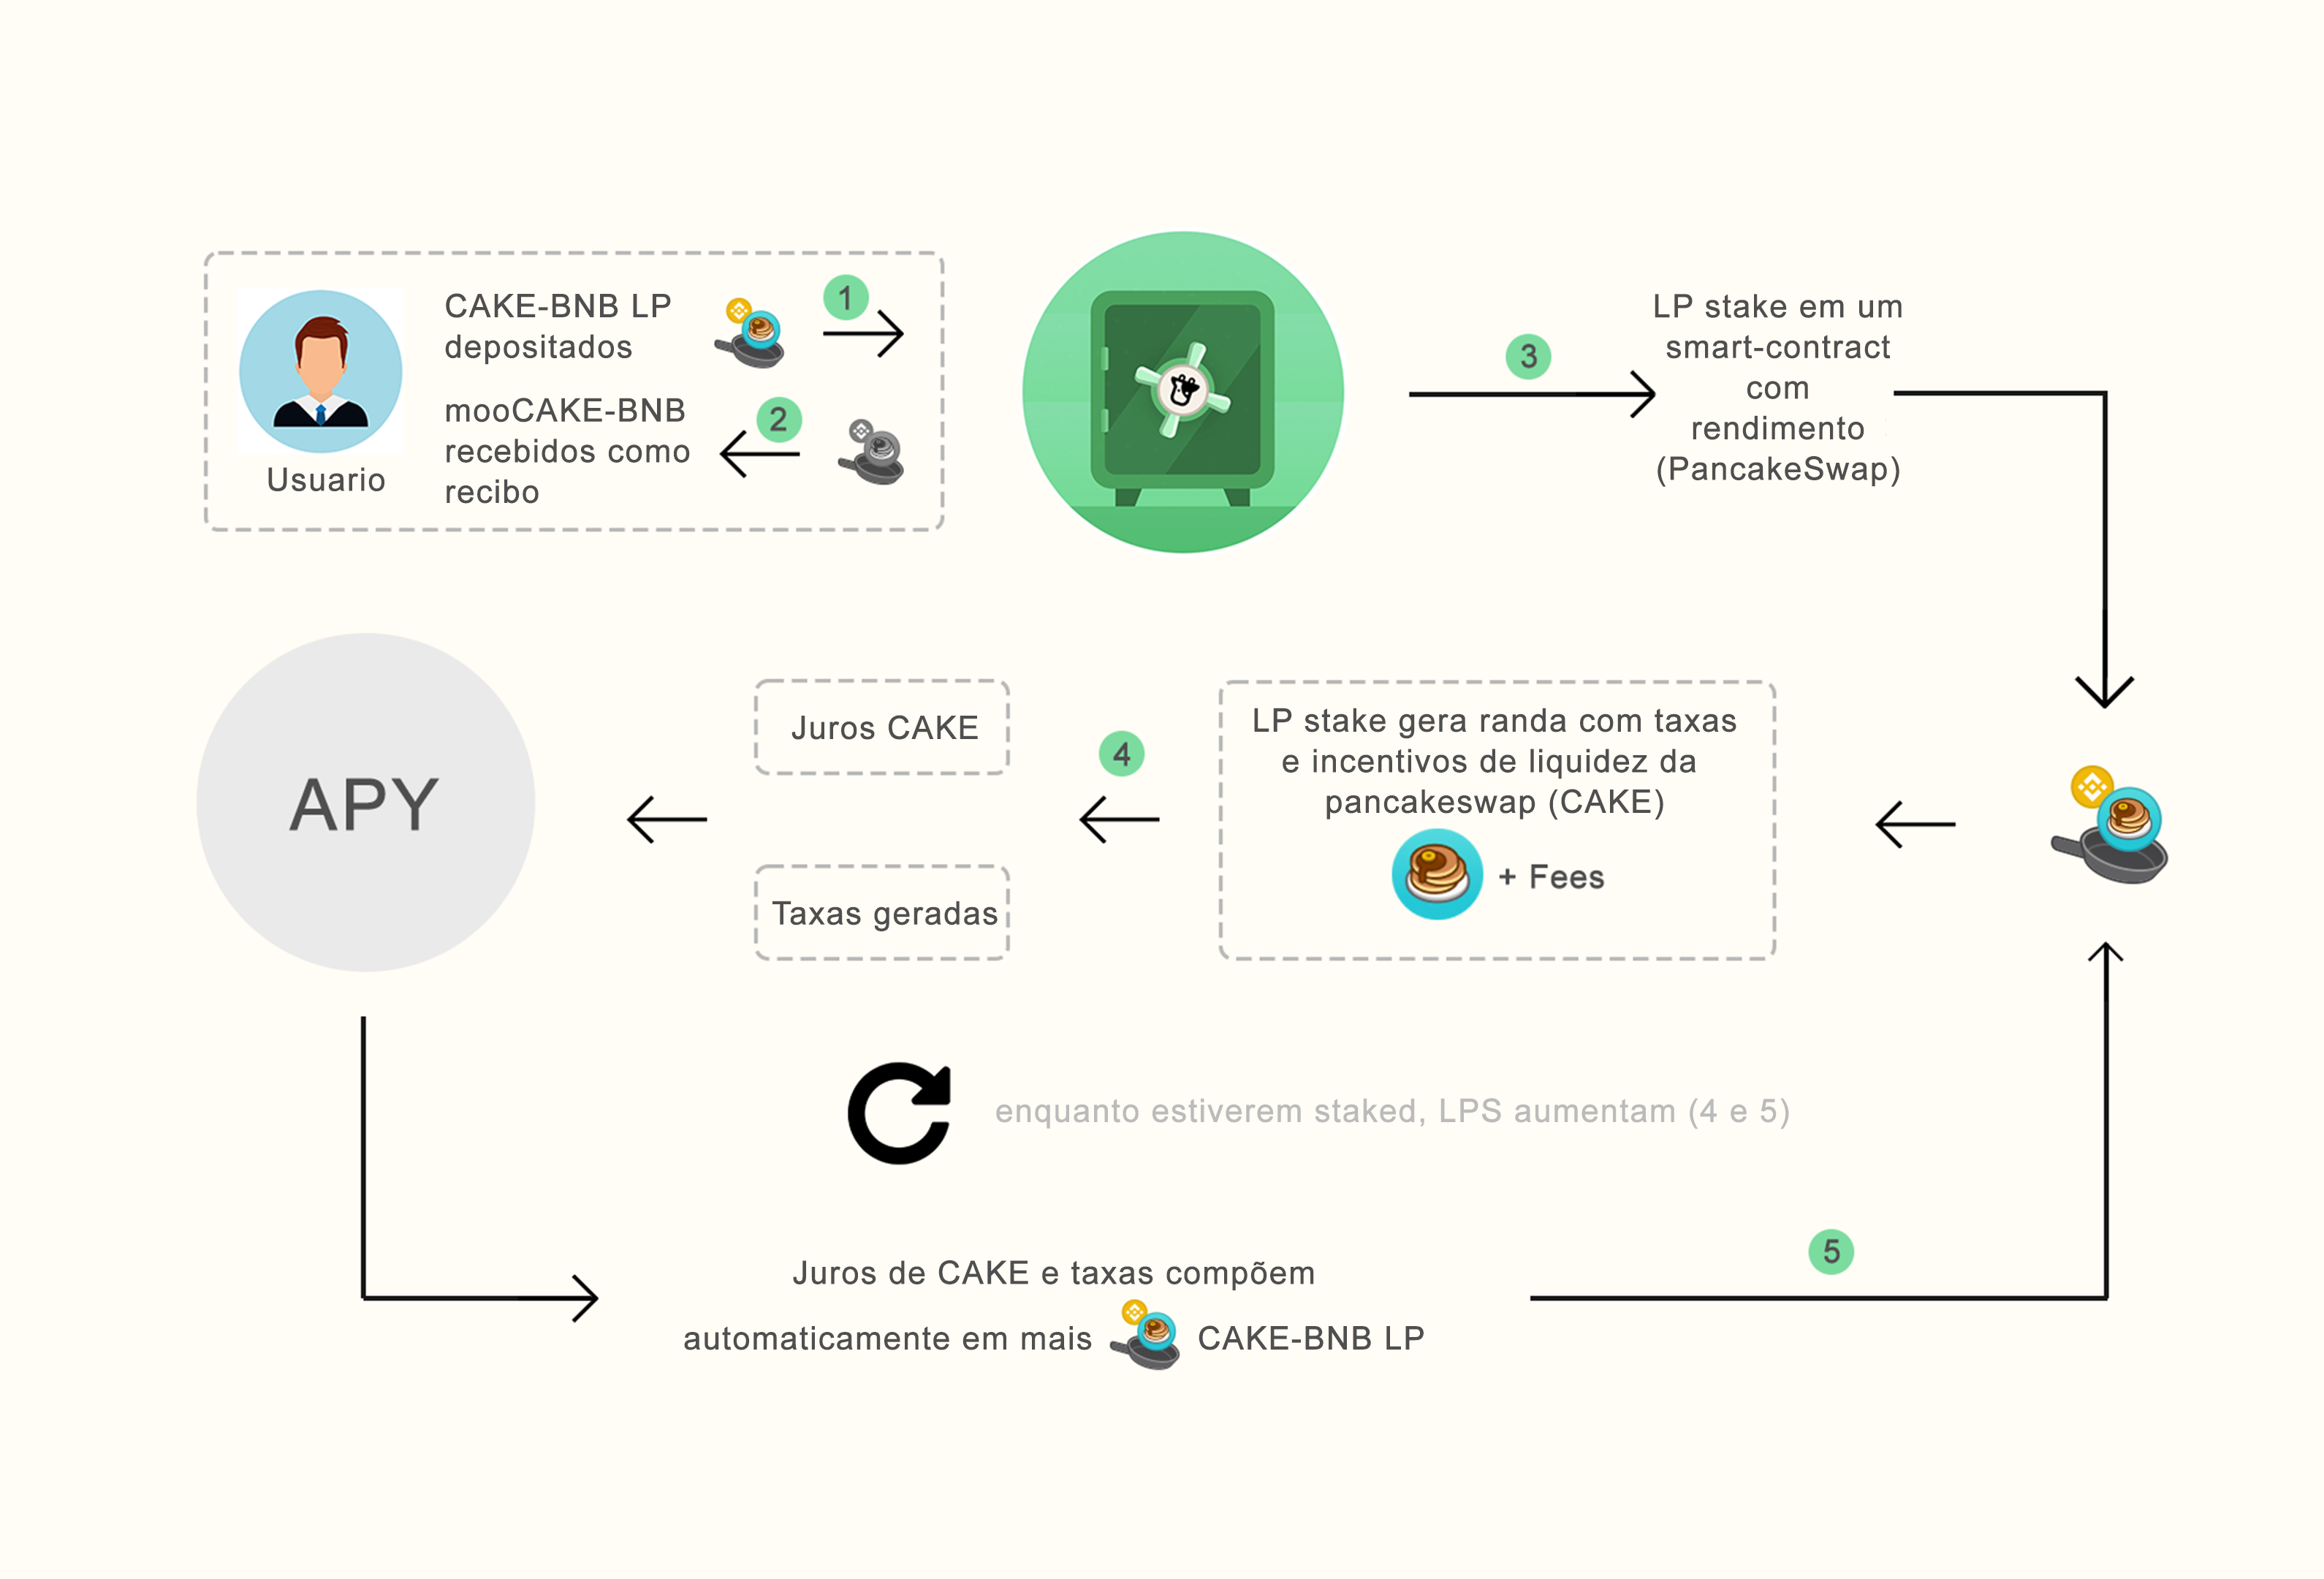 CAKE-BNB LP
depositados
1
mooCAKE-BNB
recebidos como
recibo
2
Usuario
3
LP stake em um
smart-contract
com
rendimento
(PancakeSwap)
LP stake gera randa com taxas
e incentivos de liquidez da
pancakeswap (CAKE)
+ Fees
4
Juros CAKE
Taxas geradas
APY
enquanto estiverem staked, LPS aumentam (4 e 5)
Juros de CAKE e taxas compõem
automaticamente em mais CAKE-BNB LP
5